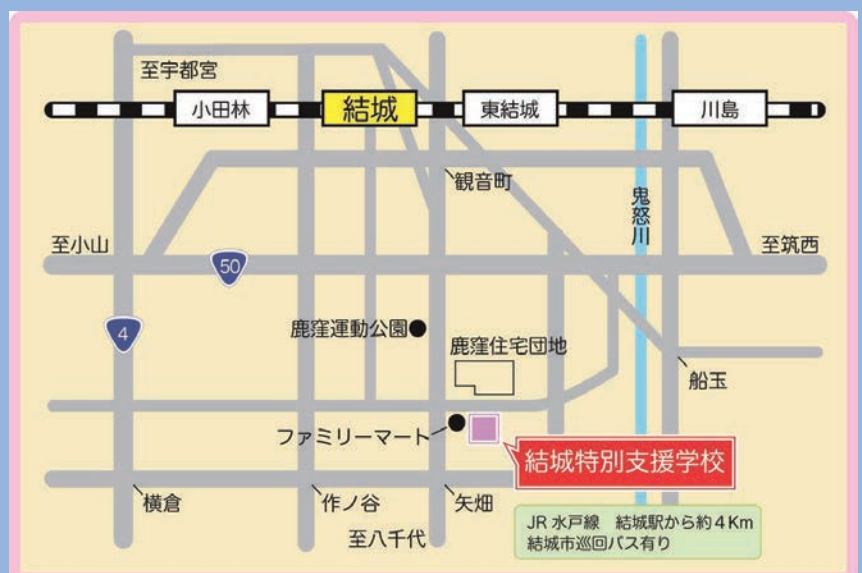 至宇都宮
小田林
結城
東結城
川島
観音町
鬼怒川
至小山
至筑西
50
4
鹿窪運動公園
鹿窪住宅団地
船玉
ファミリーマート
結城特別支援学校
横倉
作ノ谷
矢畑
至八千代
JR水戸線 結城駅から約4Km
結城市巡回バス有り